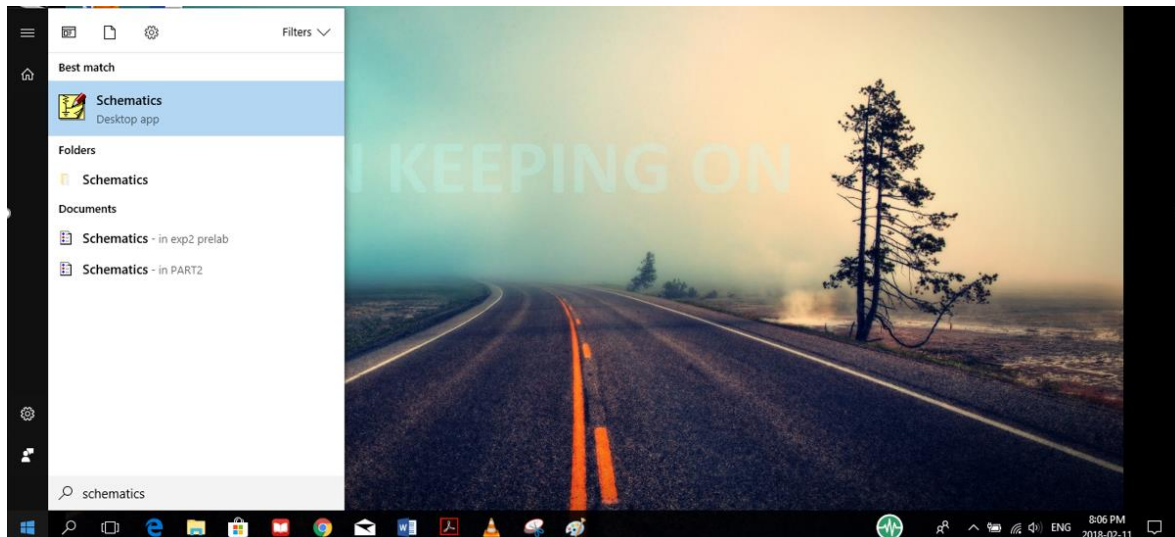 Filters
Best match
Schematics
Desktop app
Folders
Schematics
Documents
Schematics - in exp2 prelab
Schematics - in PART2
schematics
KEEPING ON
ENG
8:06 PM
2018-02-11